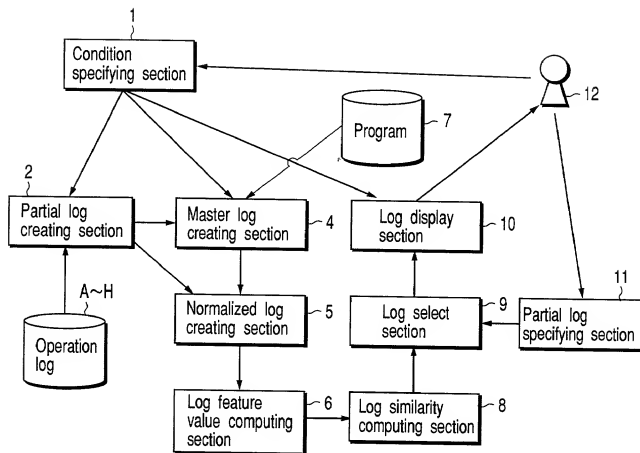 1
Condition
specifying section
12
Program
7
2
Partial log
creating section
Master log
creating section
4
Log display
section
10
11
A~H
Operation
log
Normalized log
creating section
5
Log select
section
9
Partial log
specifying section
Log feature
value computing
section
6
Log similarity
computing section
8